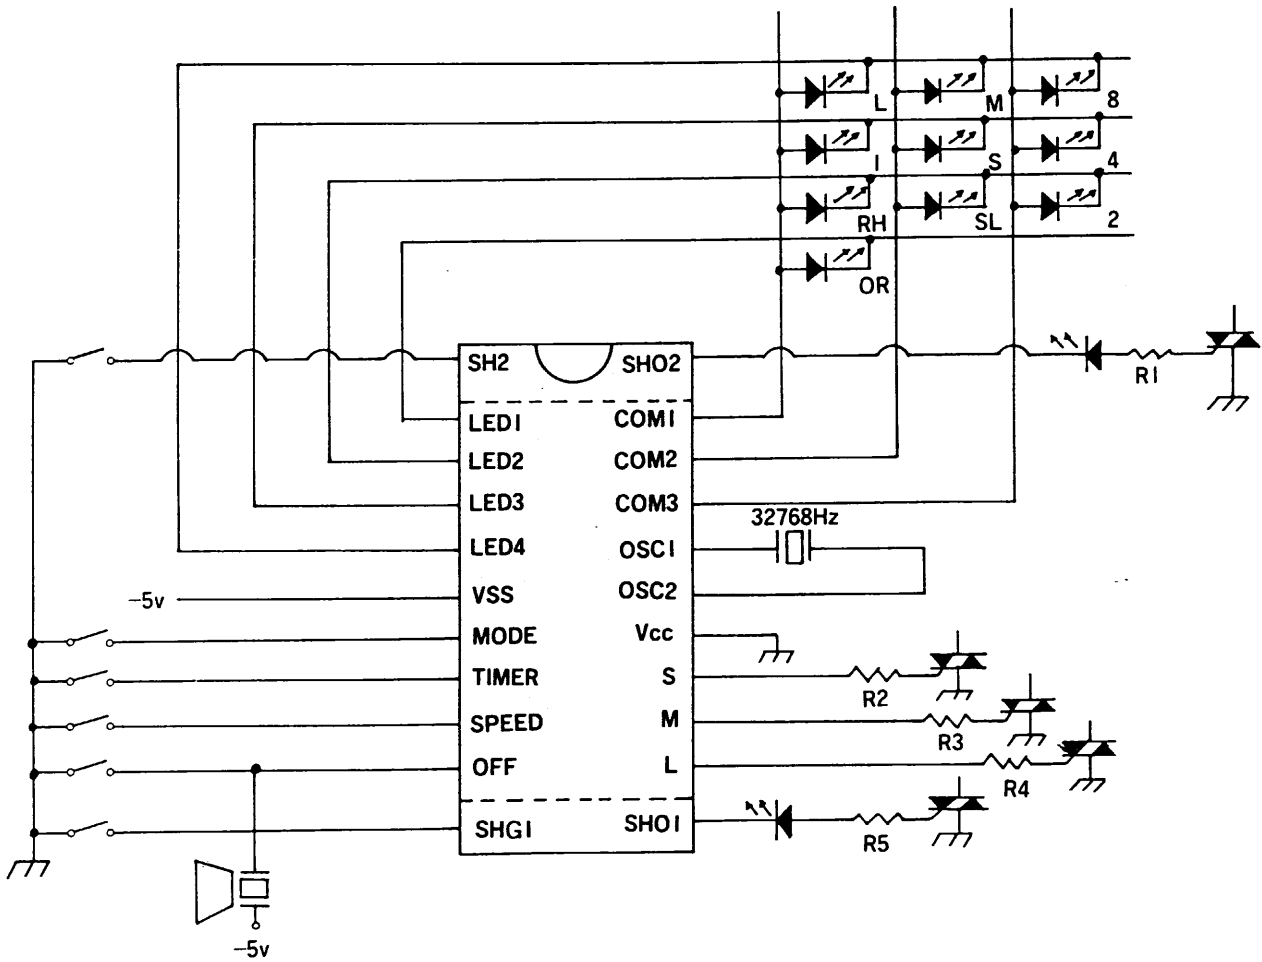 L M 8
I S 4
RH SL 2
OR
SH2 SHO2
R1
LED1 COM1
LED2 COM2
LED3 COM3
32768Hz
LED4 OSC1
-5v VSS OSC2
MODE Vcc
TIMER S
R2
SPEED M
R3
OFF L
R4
SHG1 SHO1
R5
-5v